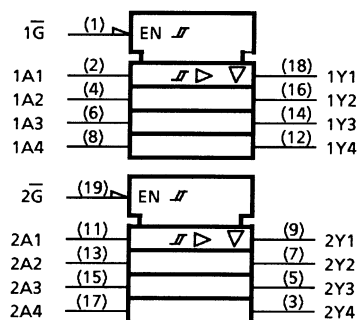 1G̅ (1) EN
1A1 (2) (18) 1Y1
1A2 (4) (16) 1Y2
1A3 (6) (14) 1Y3
1A4 (8) (12) 1Y4
2G̅ (19) EN
2A1 (11) (9) 2Y1
2A2 (13) (7) 2Y2
2A3 (15) (5) 2Y3
2A4 (17) (3) 2Y4